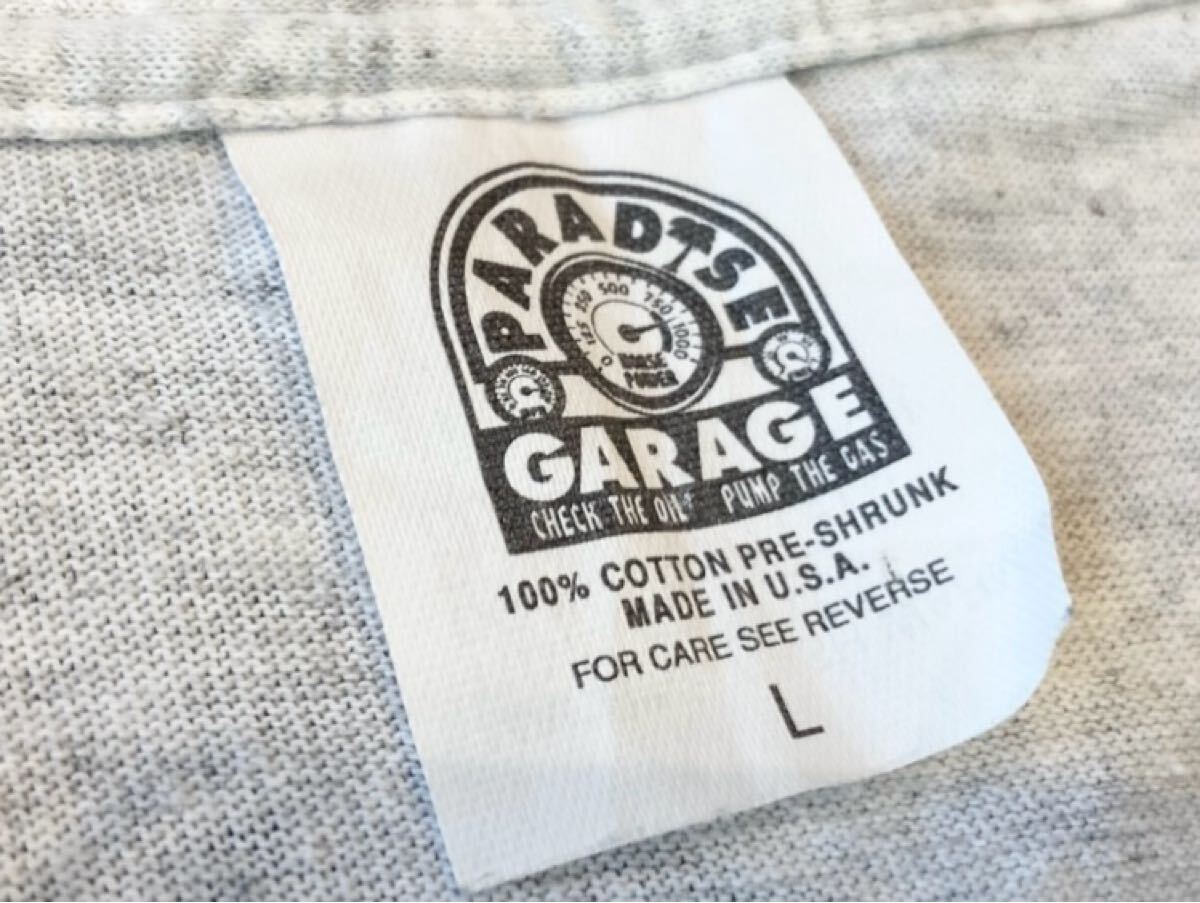 PARADISE
0 125 250 500 750 1000
HORSE
POWER
GARAGE
CHECK THE OIL PUMP THE GAS
100% COTTON PRE-SHRUNK
MADE IN U.S.A.
FOR CARE SEE REVERSE
L